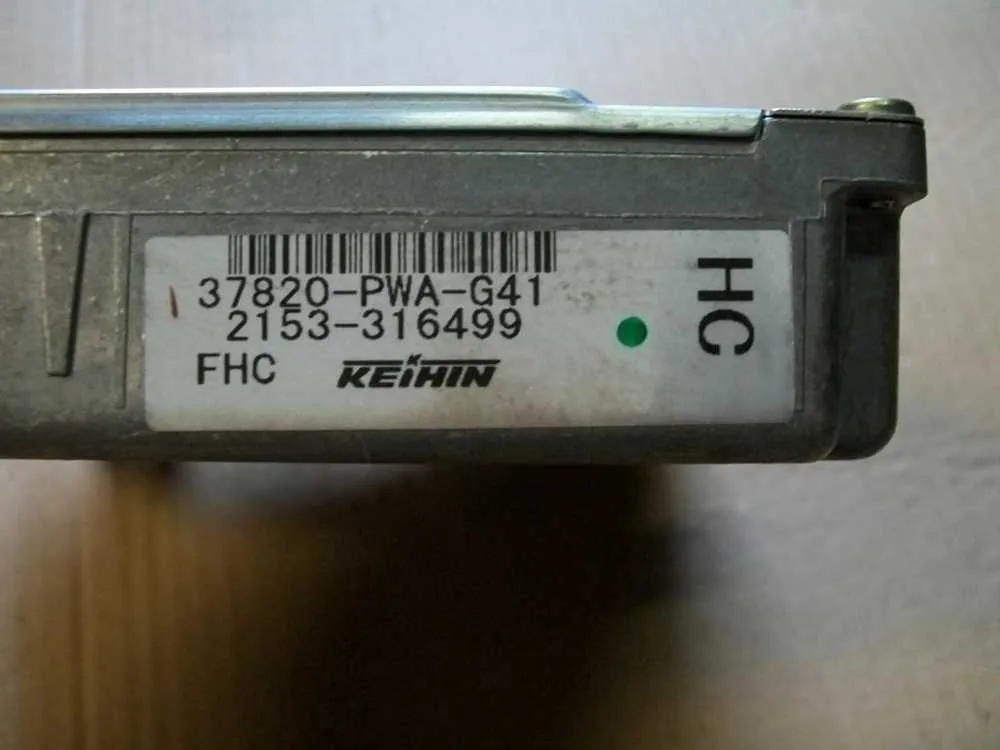 37820-PWA-G41
2153-316499
FHC KEIHIN
HC